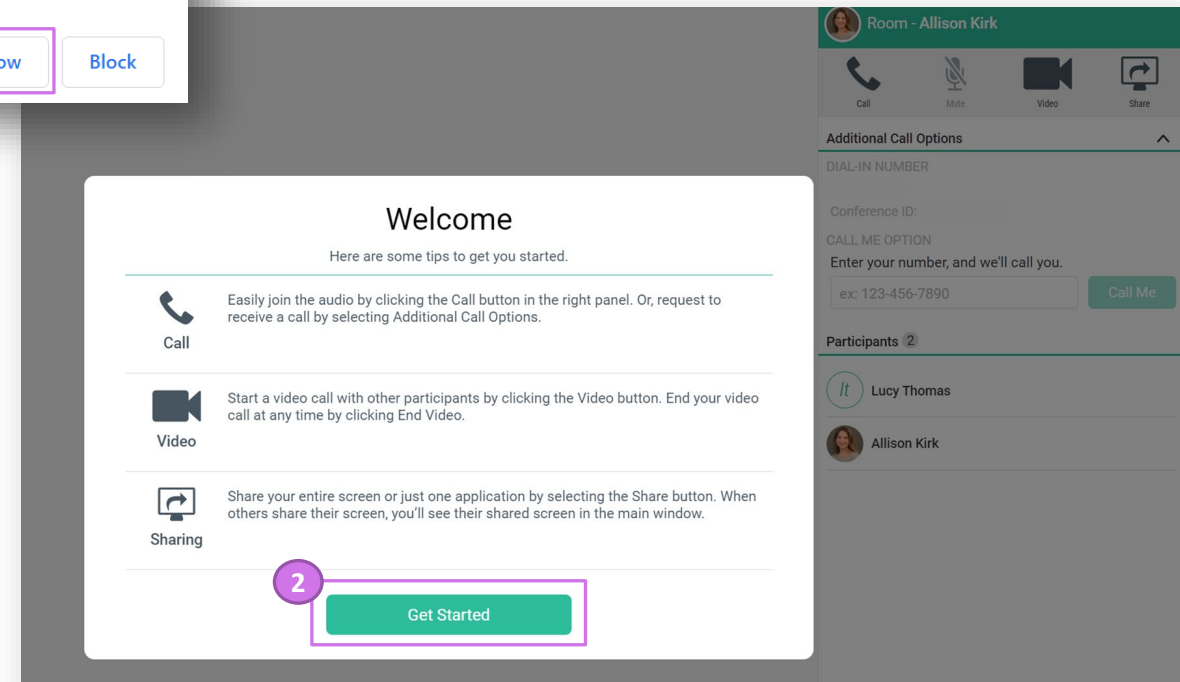 ow
Block
Room - Allison Kirk
Call
Mute
Video
Share
Additional Call Options
DIAL-IN NUMBER
Conference ID:
CALL ME OPTION
Enter your number, and we'll call you.
ex: 123-456-7890
Call Me
Participants 2
lt Lucy Thomas
Allison Kirk
Welcome
Here are some tips to get you started.
Call
Easily join the audio by clicking the Call button in the right panel. Or, request to
receive a call by selecting Additional Call Options.
Video
Start a video call with other participants by clicking the Video button. End your video
call at any time by clicking End Video.
Sharing
Share your entire screen or just one application by selecting the Share button. When
others share their screen, you'll see their shared screen in the main window.
2
Get Started